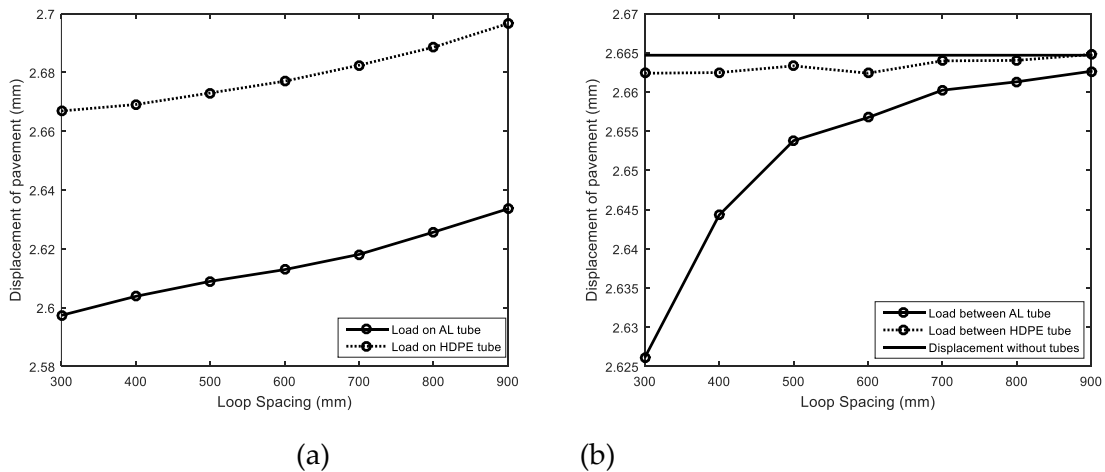 2.7
2.68
2.66
2.64
2.62
2.6
2.58
Displacement of pavement (mm)
300 400 500 600 700 800 900
Loop Spacing (mm)
Load on AL tube
Load on HDPE tube
(a)
2.67
2.665
2.66
2.655
2.65
2.645
2.64
2.635
2.63
2.625
Displacement of pavement (mm)
300 400 500 600 700 800 900
Loop Spacing (mm)
Load between AL tube
Load between HDPE tube
Displacement without tubes
(b)